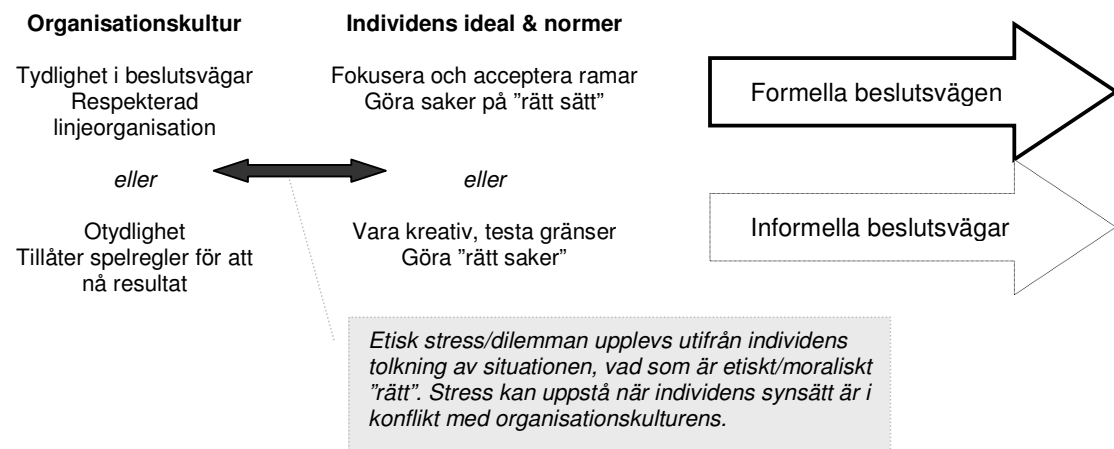 Organisationskultur
Tydlighet i beslutsvägar
Respekterad
linjeorganisation
eller
Otydlighet
Tillåter spelregler för att
nå resultat
Individens ideal & normer
Fokusera och acceptera ramar
Göra saker på ”rätt sätt”
eller
Vara kreativ, testa gränser
Göra ”rätt saker”
Formella beslutsvägen
Informella beslutsvägar
Etisk stress/dilemman upplevs utifrån individens
tolkning av situationen, vad som är etiskt/moraliskt
”rätt”. Stress kan uppstå när individens synsätt är i
konflikt med organisationskulturens.